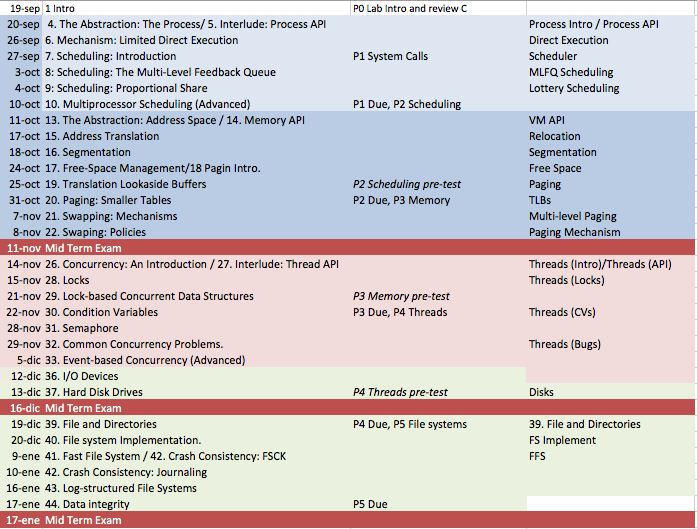 19-sep 1 Intro P0 Lab Intro and review C
20-sep 4. The Abstraction: The Process/ 5. Interlude: Process API Process Intro / Process API
26-sep 6. Mechanism: Limited Direct Execution Direct Execution
27-sep 7. Scheduling: Introduction P1 System Calls Scheduler
3-oct 8: Scheduling: The Multi-Level Feedback Queue MLFQ Scheduling
4-oct 9: Scheduling: Proportional Share Lottery Scheduling
10-oct 10. Multiprocessor Scheduling (Advanced) P1 Due, P2 Scheduling
11-oct 13. The Abstraction: Address Space / 14. Memory API VM API
17-oct 15. Address Translation Relocation
18-oct 16. Segmentation Segmentation
24-oct 17. Free-Space Management/18 Pagin Intro. Free Space
25-oct 19. Translation Lookaside Buffers P2 Scheduling pre-test Paging
31-oct 20. Paging: Smaller Tables P2 Due, P3 Memory TLBs
7-nov 21. Swapping: Mechanisms Multi-level Paging
8-nov 22. Swaping: Policies Paging Mechanism
11-nov Mid Term Exam
14-nov 26. Concurrency: An Introduction / 27. Interlude: Thread API Threads (Intro)/Threads (API)
15-nov 28. Locks Threads (Locks)
21-nov 29. Lock-based Concurrent Data Structures P3 Memory pre-test
22-nov 30. Condition Variables P3 Due, P4 Threads Threads (CVs)
28-nov 31. Semaphore
29-nov 32. Common Concurrency Problems. Threads (Bugs)
5-dic 33. Event-based Concurrency (Advanced)
12-dic 36. I/O Devices
13-dic 37. Hard Disk Drives P4 Threads pre-test Disks
16-dic Mid Term Exam
19-dic 39. File and Directories P4 Due, P5 File systems 39. File and Directories
20-dic 40. File system Implementation. FS Implement
9-ene 41. Fast File System / 42. Crash Consistency: FSCK FFS
10-ene 42. Crash Consistency: Journaling
16-ene 43. Log-structured File Systems
17-ene 44. Data integrity P5 Due
17-ene Mid Term Exam